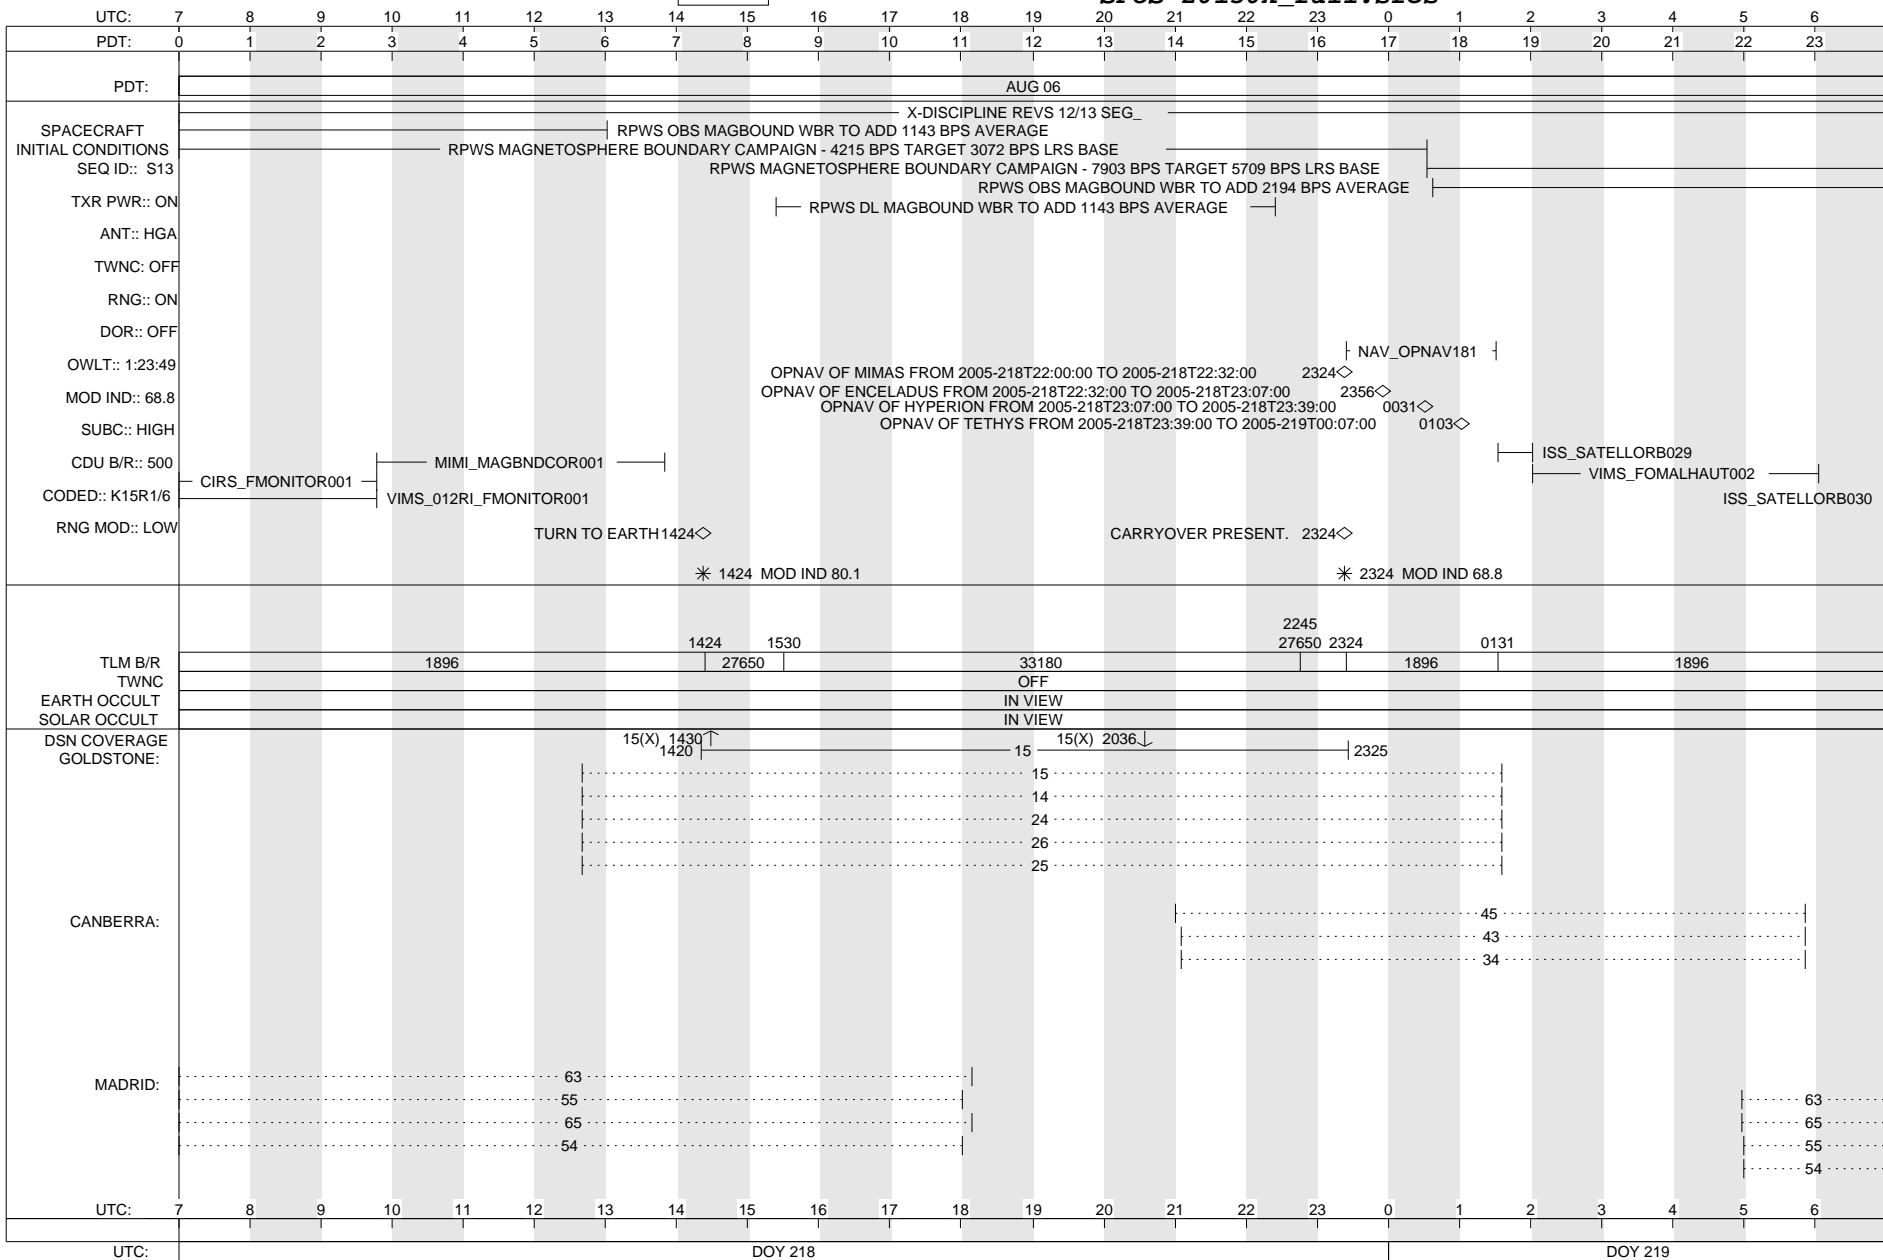 UTC: 7 8 9 10 11 12 13 14 15 16 17 18 19 20 21 22 23 0 1 2 3 4 5 6
PDT: 0 1 2 3 4 5 6 7 8 9 10 11 12 13 14 15 16 17 18 19 20 21 22 23
PDT: AUG 06
X-DISCIPLINE REVS 12/13 SEG_
SPACECRAFT RPWS OBS MAGBOUND WBR TO ADD 1143 BPS AVERAGE
INITIAL CONDITIONS RPWS MAGNETOSPHERE BOUNDARY CAMPAIGN - 4215 BPS TARGET 3072 BPS LRS BASE
SEQ ID:: S13 RPWS MAGNETOSPHERE BOUNDARY CAMPAIGN - 7903 BPS TARGET 5709 BPS LRS BASE
RPWS OBS MAGBOUND WBR TO ADD 2194 BPS AVERAGE
TXR PWR:: ON RPWS DL MAGBOUND WBR TO ADD 1143 BPS AVERAGE
ANT:: HGA
TWNC: OFF
RNG:: ON
DOR:: OFF
NAV_OPNAV181
OWLT:: 1:23:49
OPNAV OF MIMAS FROM 2005-218T22:00:00 TO 2005-218T22:32:00 2324
OPNAV OF ENCELADUS FROM 2005-218T22:32:00 TO 2005-218T23:07:00 2356
MOD IND:: 68.8
OPNAV OF HYPERION FROM 2005-218T23:07:00 TO 2005-218T23:39:00 0031
OPNAV OF TETHYS FROM 2005-218T23:39:00 TO 2005-219T00:07:00 0103
SUBC:: HIGH
ISS_SATELLORB029
CDU B/R:: 500 MIMI_MAGBNDCOR001
VIMS_FOMALHAUT002
CIRS_FMONITOR001
CODED:: K15R1/6 VIMS_012RI_FMONITOR001 ISS_SATELLORB030
RNG MOD:: LOW TURN TO EARTH 1424 CARRYOVER PRESENT. 2324
1424 MOD IND 80.1 2324 MOD IND 68.8
2245
1424 1530 27650 2324 0131
TLM B/R 1896 27650 33180 1896 1896
TWNC OFF
EARTH OCCULT IN VIEW
SOLAR OCCULT IN VIEW
DSN COVERAGE 15(X) 1430 15(X) 2036
GOLDSTONE: 1420 15 2325
15
14
24
26
25
45
CANBERRA:
43
34
63
MADRID:
55 63
65 65
54 55
54
UTC: 7 8 9 10 11 12 13 14 15 16 17 18 19 20 21 22 23 0 1 2 3 4 5 6
UTC: DOY 218 DOY 219